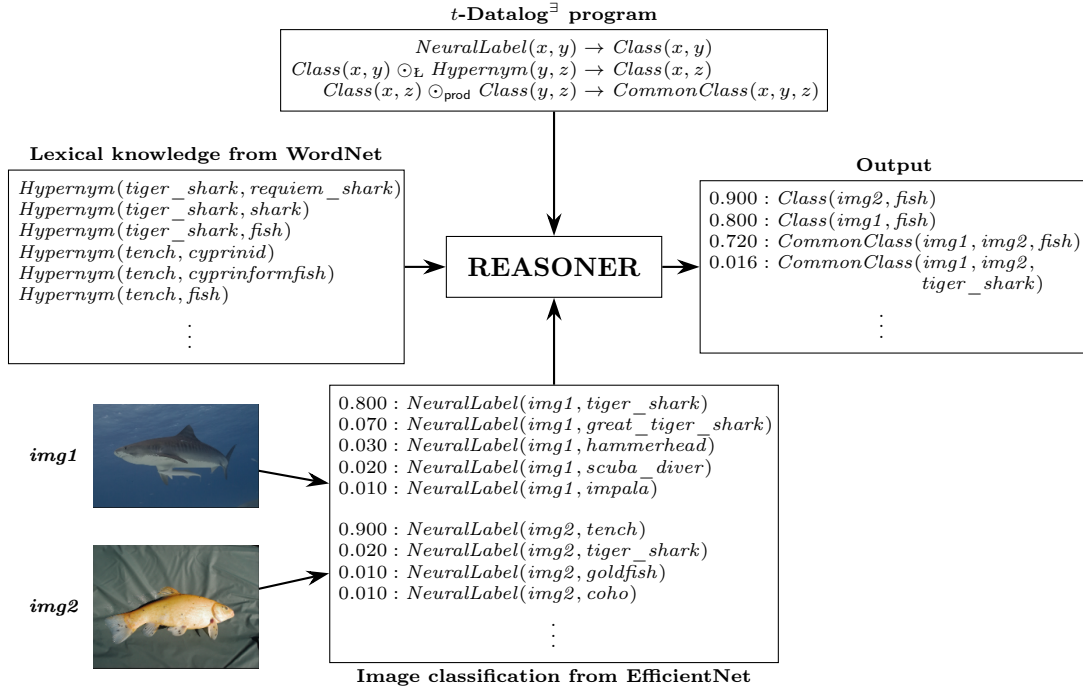 t-Datalog^∃ program
NeuralLabel(x, y) → Class(x, y)
Class(x, y) ⊙_Ł Hypernym(y, z) → Class(x, z)
Class(x, z) ⊙_prod Class(y, z) → CommonClass(x, y, z)
Lexical knowledge from WordNet
Hypernym(tiger_shark, requiem_shark)
Hypernym(tiger_shark, shark)
Hypernym(tiger_shark, fish)
Hypernym(tench, cyprinid)
Hypernym(tench, cyprinformfish)
Hypernym(tench, fish)
⋮
REASONER
Output
0.900 : Class(img2, fish)
0.800 : Class(img1, fish)
0.720 : CommonClass(img1, img2, fish)
0.016 : CommonClass(img1, img2,
tiger_shark)
⋮
img1
0.800 : NeuralLabel(img1, tiger_shark)
0.070 : NeuralLabel(img1, great_tiger_shark)
0.030 : NeuralLabel(img1, hammerhead)
0.020 : NeuralLabel(img1, scuba_diver)
0.010 : NeuralLabel(img1, impala)
img2
0.900 : NeuralLabel(img2, tench)
0.020 : NeuralLabel(img2, tiger_shark)
0.010 : NeuralLabel(img2, goldfish)
0.010 : NeuralLabel(img2, coho)
⋮
Image classification from EfficientNet